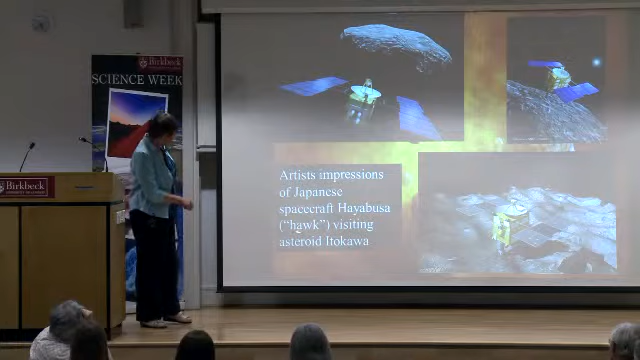 Birkbeck
SCIENCE WEEK
Birkbeck
Artists impressions
of Japanese
spacecraft Hayabusa
("hawk") visiting
asteroid Itokawa